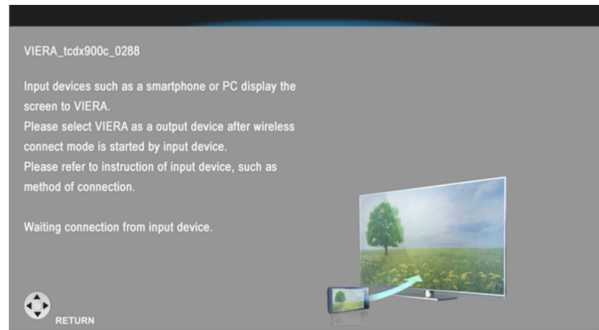 VIERA_tcdx900c_0288
Input devices such as a smartphone or PC display the
screen to VIERA.
Please select VIERA as a output device after wireless
connect mode is started by input device.
Please refer to instruction of input device, such as
method of connection.
Waiting connection from input device.
RETURN